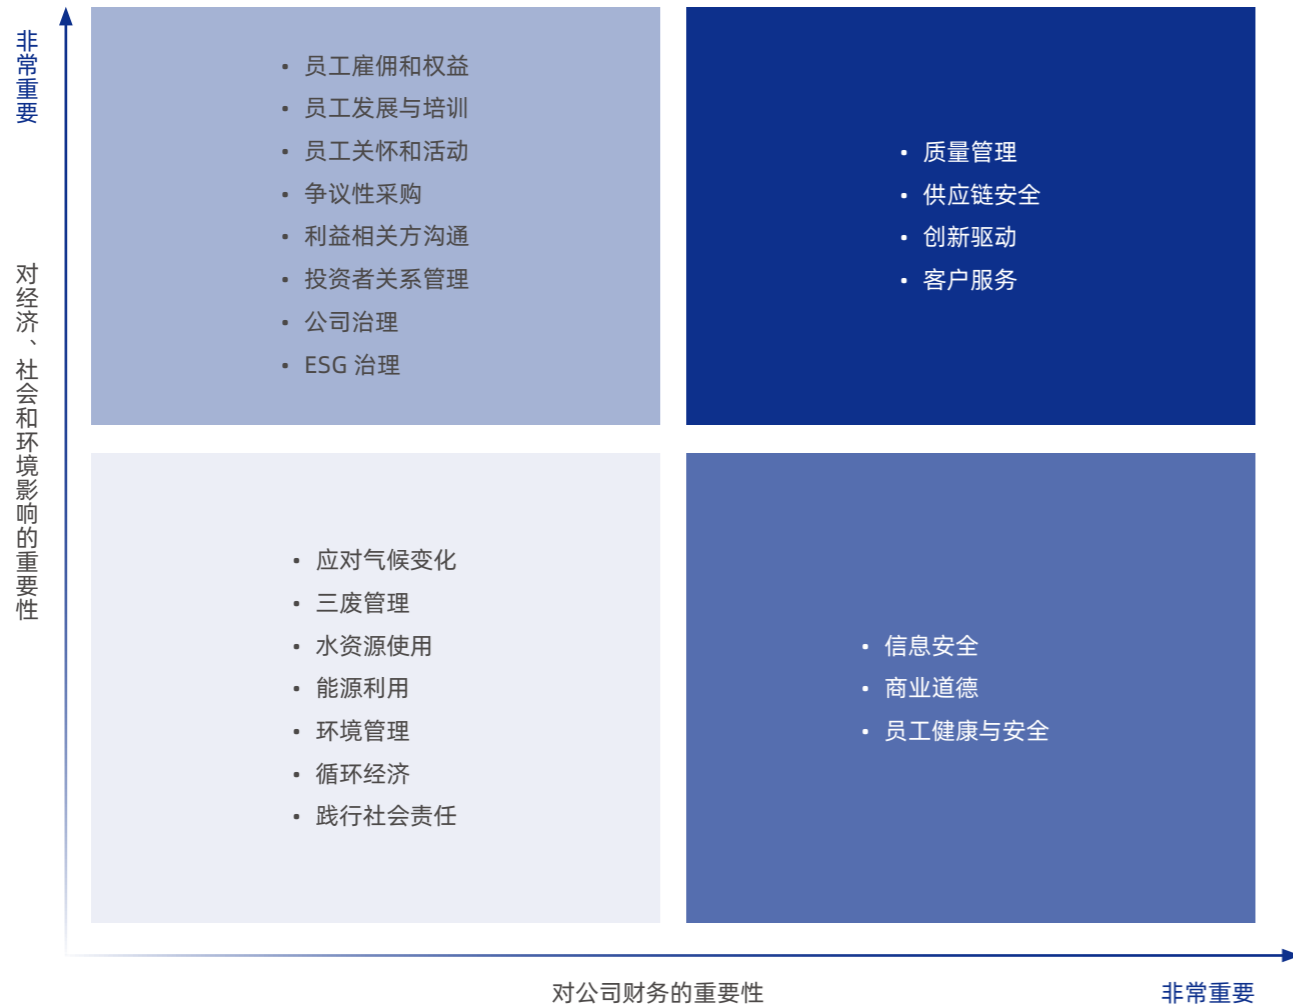 非常重要
对经济、社会和环境影响的重要性
• 员工雇佣和权益
• 员工发展与培训
• 员工关怀和活动
• 争议性采购
• 利益相关方沟通
• 投资者关系管理
• 公司治理
• ESG 治理
• 质量管理
• 供应链安全
• 创新驱动
• 客户服务
• 应对气候变化
• 三废管理
• 水资源使用
• 能源利用
• 环境管理
• 循环经济
• 践行社会责任
• 信息安全
• 商业道德
• 员工健康与安全
对公司财务的重要性
非常重要